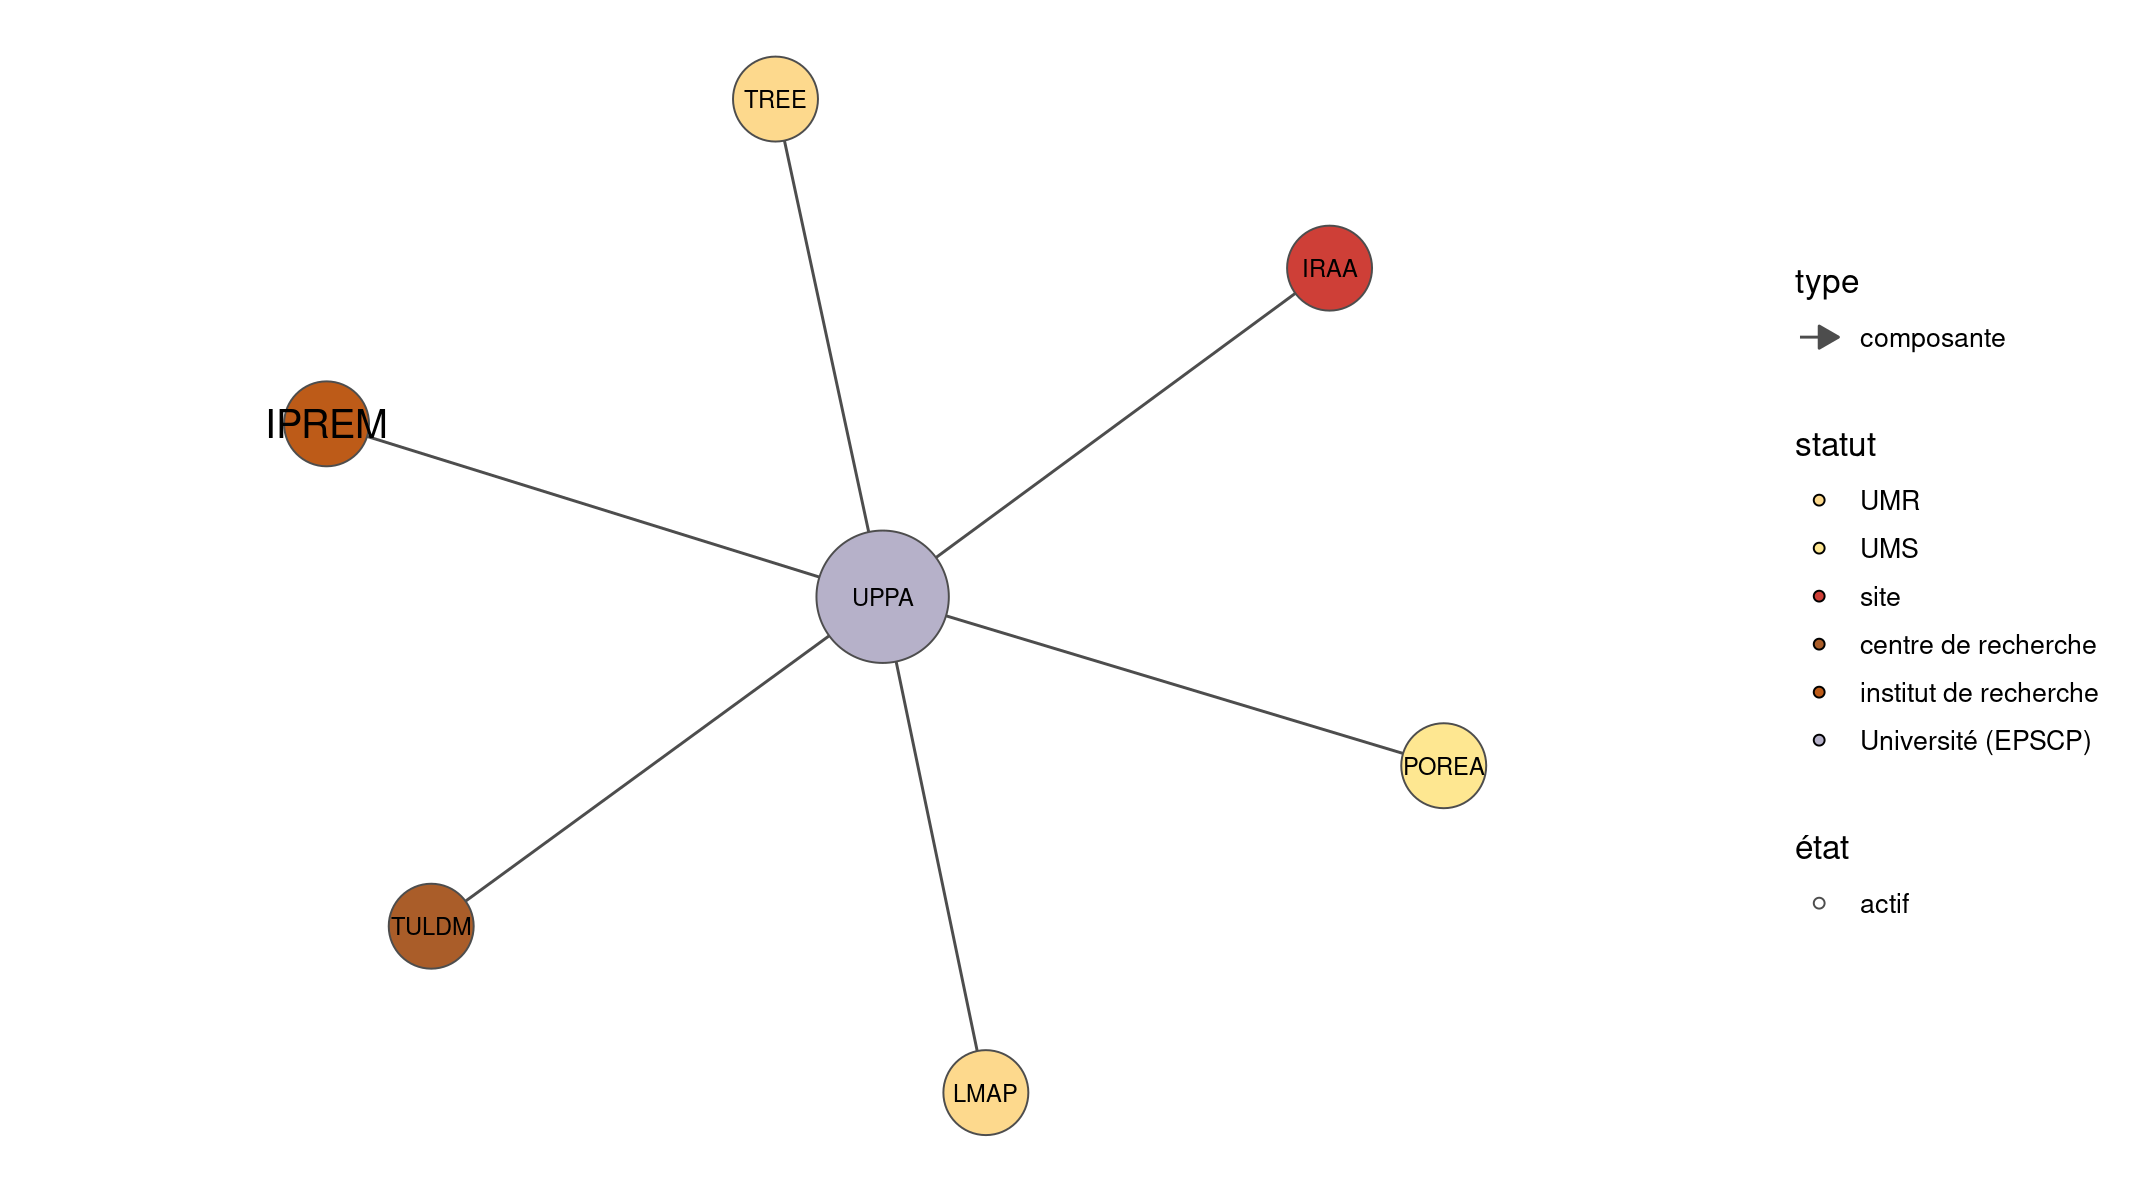 TREE
IRAA
IPREM
UPPA
POREA
TULDM
LMAP
type
composante
statut
UMR
UMS
site
centre de recherche
institut de recherche
Université (EPSCP)
état
actif